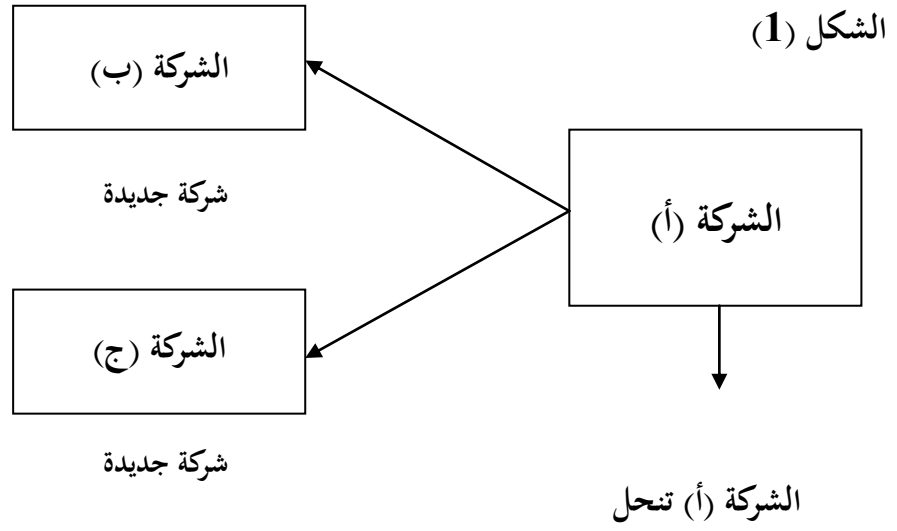 الشكل (1)
الشركة (أ)
الشركة (ب)
شركة جديدة
الشركة (ج)
شركة جديدة
الشركة (أ) تنحل